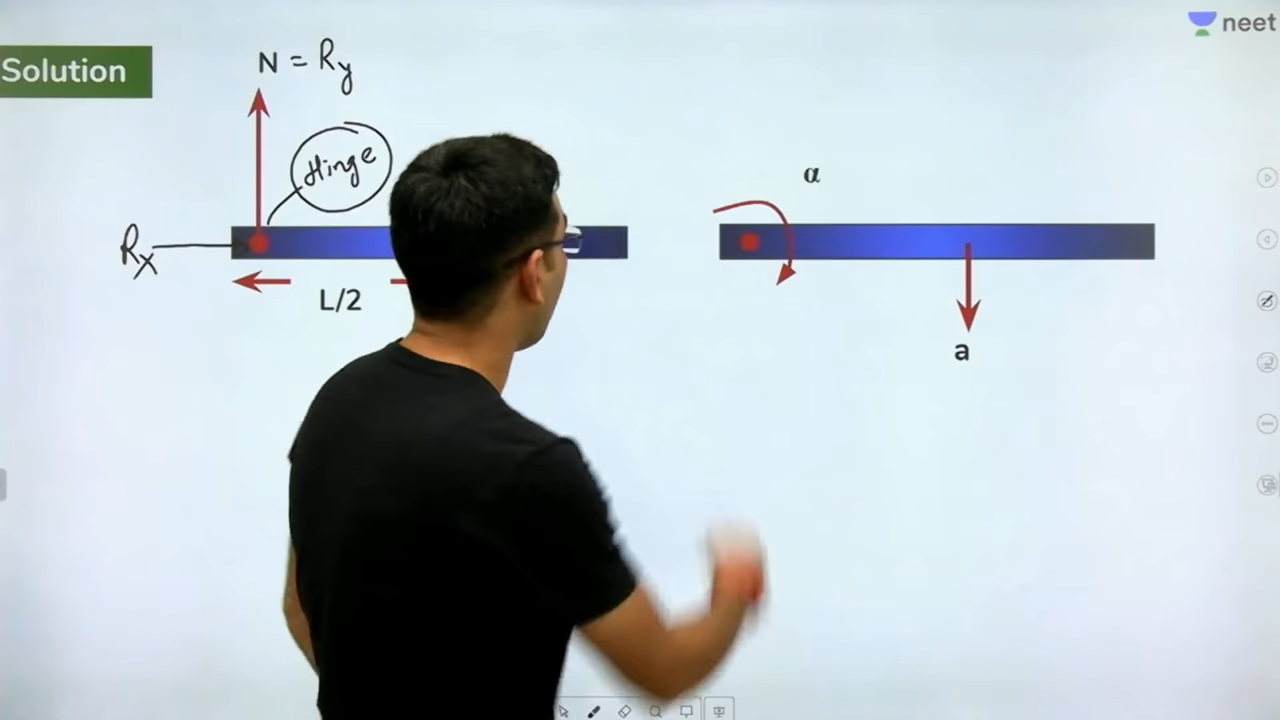 neet
Solution
N = Ry
Hinge
Rx
L/2
α
a